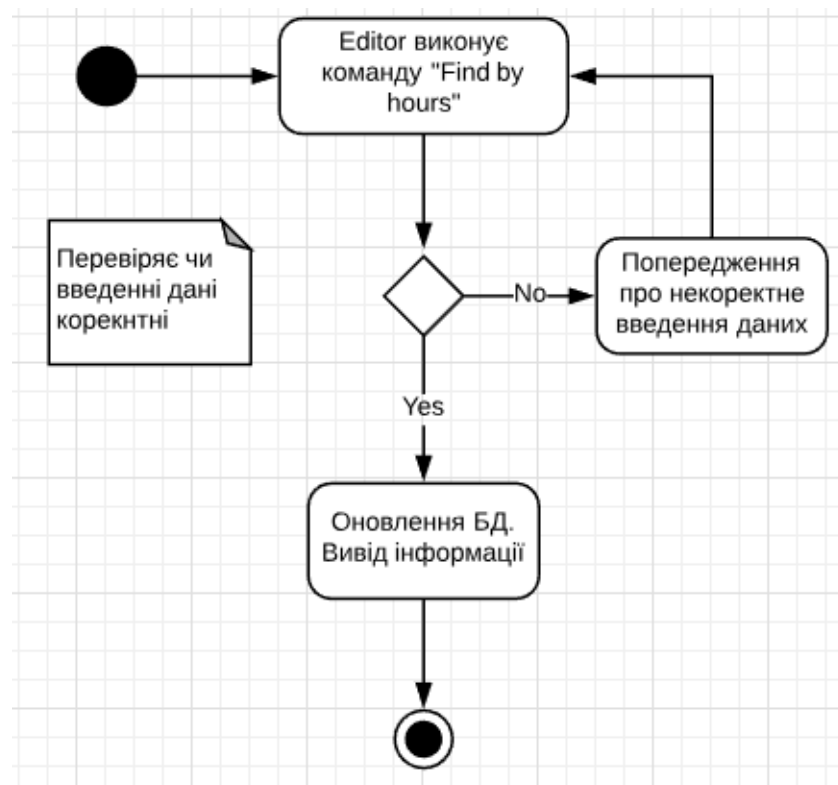 Editor виконує
команду "Find by
hours"
Перевіряє чи
введенні дані
корекнтні
No
Попередження
про некоректне
введення даних
Yes
Оновлення БД.
Вивід інформації